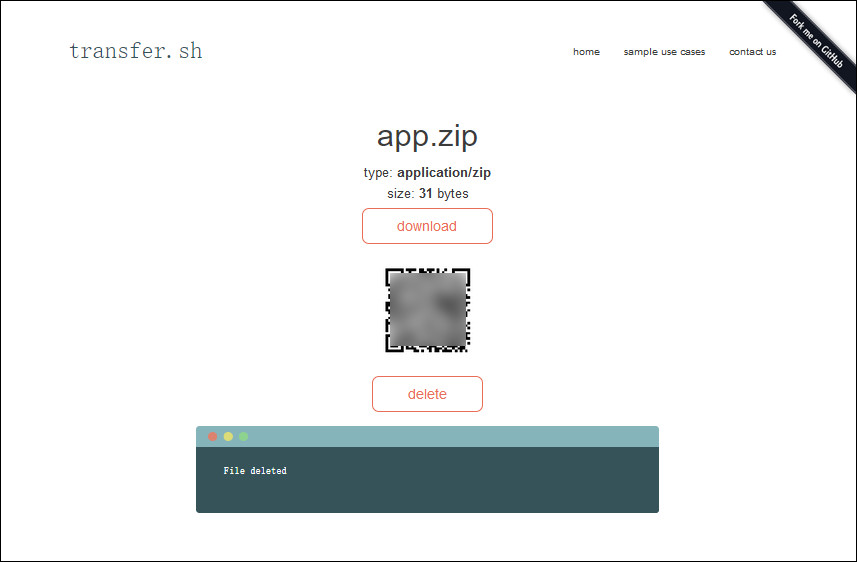 transfer.sh
home sample use cases contact us
Fork me on GitHub
app.zip
type: application/zip
size: 31 bytes
download
delete
File deleted